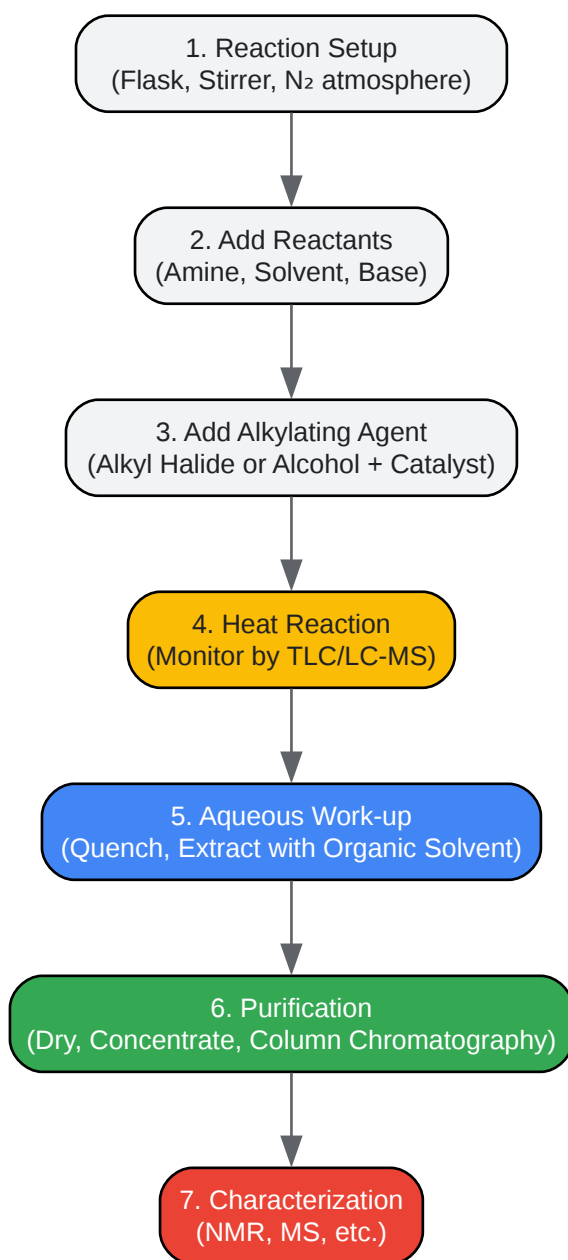 1. Reaction Setup
(Flask, Stirrer, N₂ atmosphere)
2. Add Reactants
(Amine, Solvent, Base)
3. Add Alkylating Agent
(Alkyl Halide or Alcohol + Catalyst)
4. Heat Reaction
(Monitor by TLC/LC-MS)
5. Aqueous Work-up
(Quench, Extract with Organic Solvent)
6. Purification
(Dry, Concentrate, Column Chromatography)
7. Characterization
(NMR, MS, etc.)